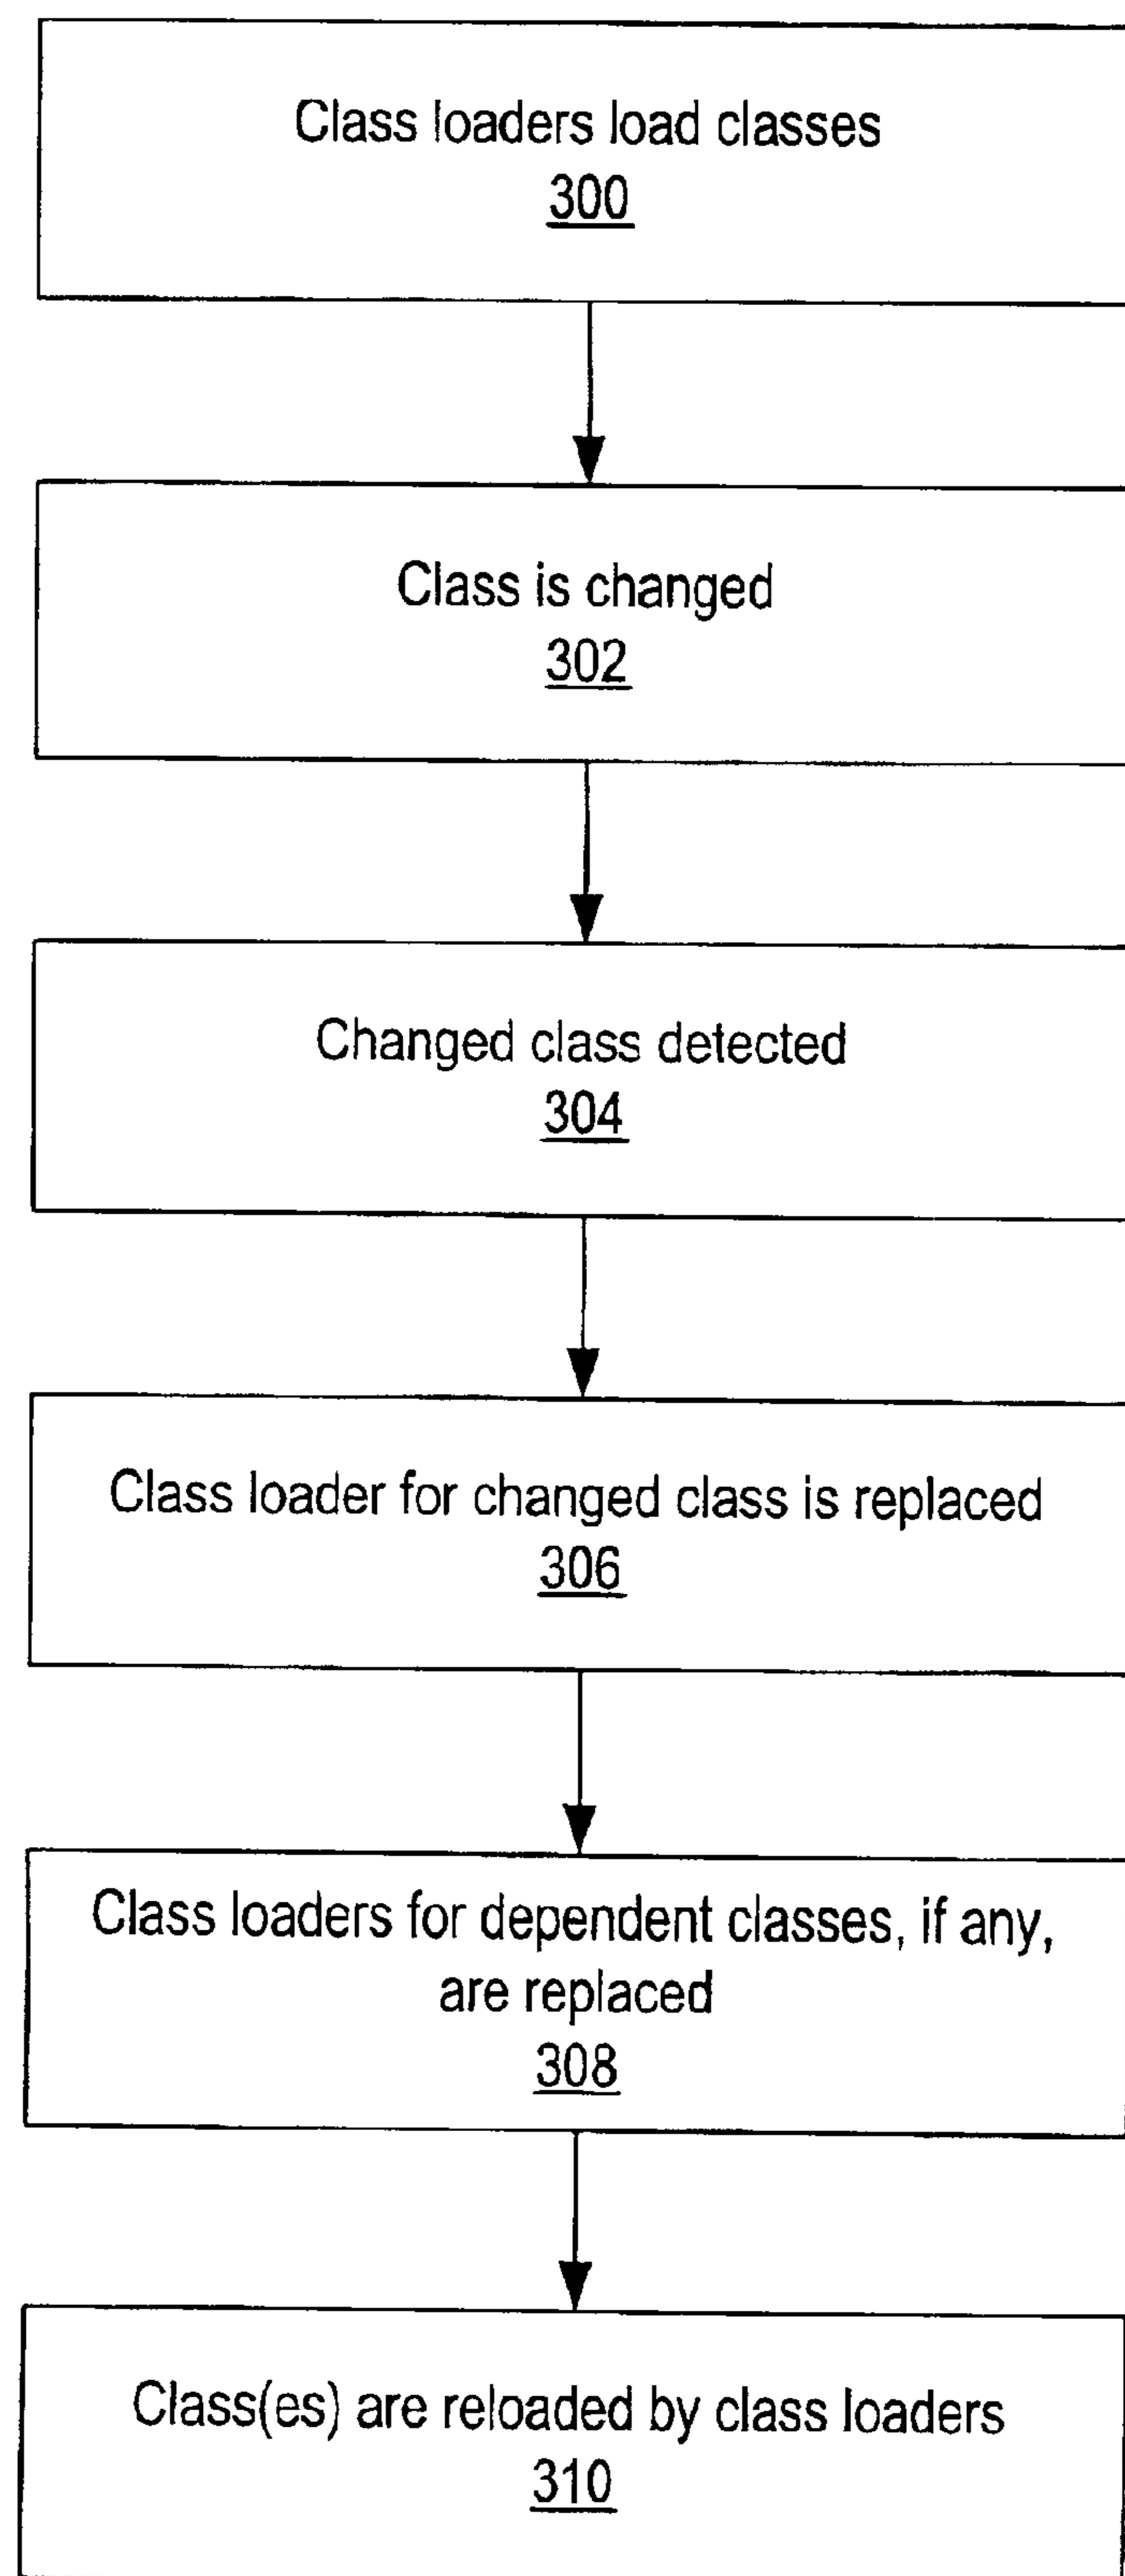 Class loaders load classes
300
Class is changed
302
Changed class detected
304
Class loader for changed class is replaced
306
Class loaders for dependent classes, if any,
are replaced
308
Class(es) are reloaded by class loaders
310